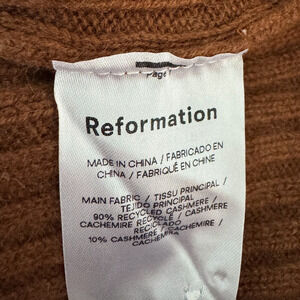 Page
Reformation
MADE IN CHINA / FABRICADO EN
CHINA / FABRIQUÉ EN CHINE
MAIN FABRIC / TISSU PRINCIPAL /
TEJIDO PRINCIPAL
90% RECYCLED CASHMERE /
CACHEMIRE RECYCLÉ / CASHMERE
RECICLADO
10% CASHMERE / CACHEMIRE /
CACHEMIRA